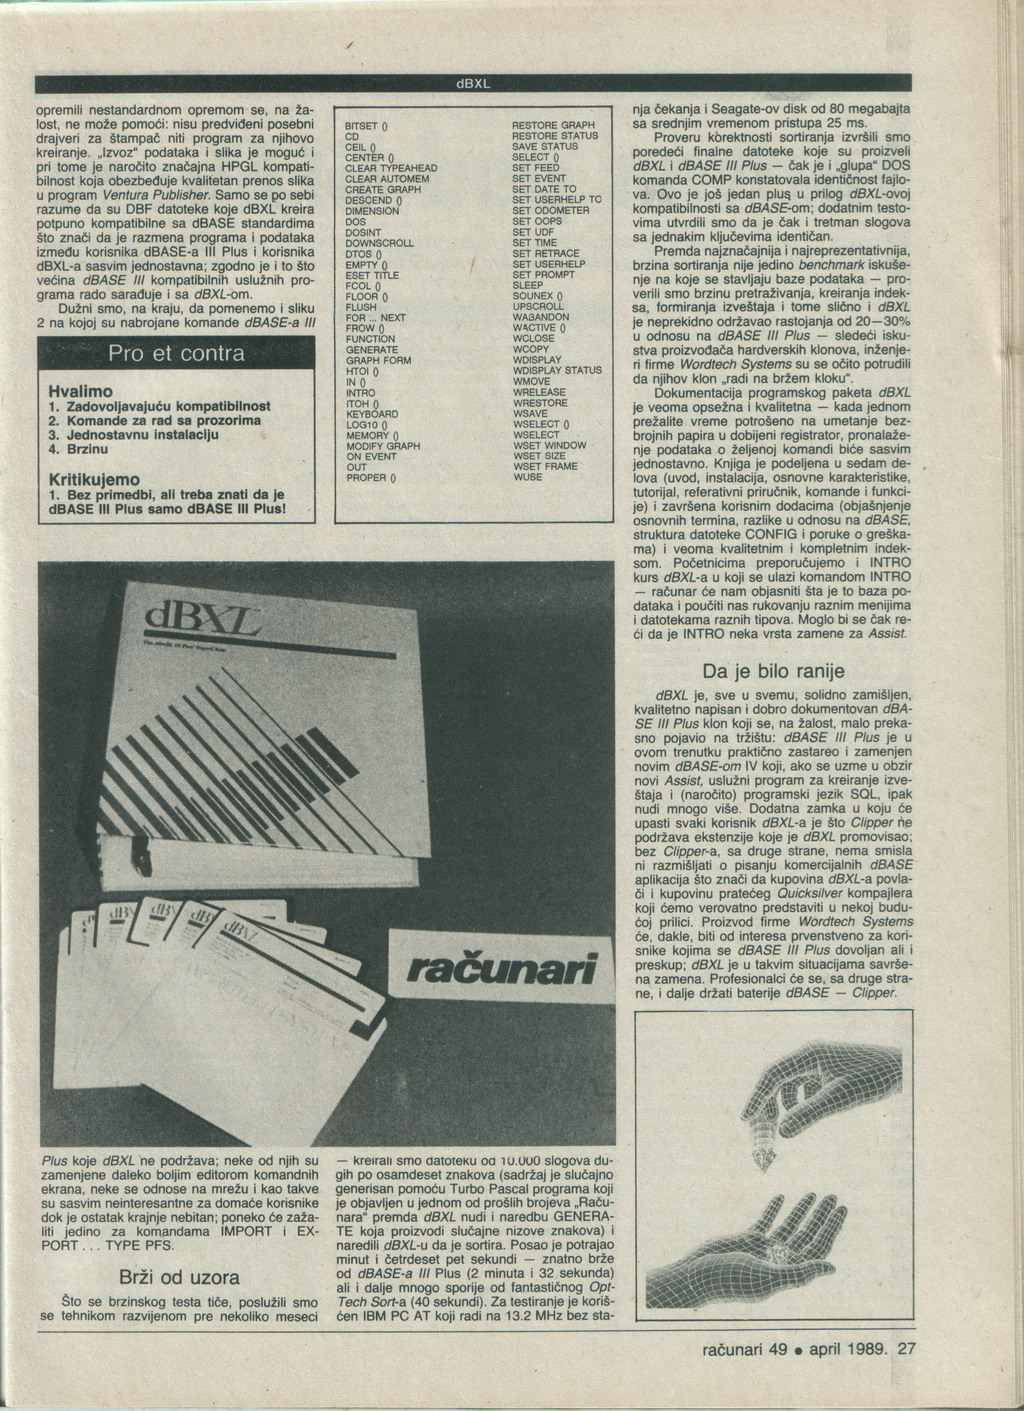 dBXL
opremili nestandardnom opremom se, na ža-
lost, ne može pomoći: nisu predviđeni posebni
drajveri za štampač niti program za njihovo
kreiranje. „Izvoz“ podataka i slika je moguć i
pri tome je naročito značajna HPGL kompati-
bilnost koja obezbeđuje kvalitetan prenos slika
u program Ventura Publisher. Samo se po sebi
razume da su DBF datoteke koje dBXL kreira
potpuno kompatibilne sa dBASE standardima
što znači da je razmena programa i podataka
između korisnika dBASE-a III Plus i korisnika
dBXL-a sasvim jednostavna; zgodno je i to što
većina dBASE III kompatibilnih uslužnih pro-
grama rado sarađuje i sa dBXL-om.
Dužni smo, na kraju, da pomenemo i sliku
2 na kojoj su nabrojane komande dBASE-a III
Pro et contra
Hvalimo
1. Zadovoljavajuću kompatibilnost
2. Komande za rad sa prozorima
3. Jednostavnu instalaciju
4. Brzinu
Kritikujemo
1. Bez primedbi, ali treba znati da je
dBASE III Plus samo dBASE III Plus!
BITSET ()
CD
CEIL ()
CENTER ()
CLEAR TYPEAHEAD
CLEAR AUTOMEM
CREATE GRAPH
DESCEND ()
DIMENSION
DOS
DOSINT
DOWNSCROLL
DTOS ()
EMPTY ()
ESET TITLE
FCOL ()
FLOOR ()
FLUSH
FOR ... NEXT
FROW ()
FUNCTION
GENERATE
GRAPH FORM
HTOI ()
IN ()
INTRO
ITOH ()
KEYBOARD
LOG10 ()
MEMORY ()
MODIFY GRAPH
ON EVENT
OUT
PROPER ()
RESTORE GRAPH
RESTORE STATUS
SAVE STATUS
SELECT ()
SET FEED
SET EVENT
SET DATE TO
SET USERHELP TO
SET ODOMETER
SET OOPS
SET UDF
SET TIME
SET RETRACE
SET USERHELP
SET PROMPT
SLEEP
SOUNEX ()
UPSCROLL
WABANDON
WACTIVE ()
WCLOSE
WCOPY
WDISPLAY
WDISPLAY STATUS
WMOVE
WRELEASE
WRESTORE
WSAVE
WSELECT ()
WSELECT
WSET WINDOW
WSET SIZE
WSET FRAME
WUSE
dBXL
The dBASE III Plus SuperClone
dBXL
dBXL
dBXL
dBXL
računari
Plus koje dBXL ne podržava; neke od njih su
zamenjene daleko boljim editorom komandnih
ekrana, neke se odnose na mrežu i kao takve
su sasvim neinteresantne za domaće korisnike
dok je ostatak krajnje nebitan; poneko će zaža-
liti jedino za komandama IMPORT i EX-
PORT ... TYPE PFS.
Brži od uzora
Što se brzinskog testa tiče, poslužili smo
se tehnikom razvijenom pre nekoliko meseci
— kreirali smo datoteku od 10.000 slogova du-
gih po osamdeset znakova (sadržaj je slučajno
generisan pomoću Turbo Pascal programa koji
je objavljen u jednom od prošlih brojeva „Raču-
nara“ premda dBXL nudi i naredbu GENERA-
TE koja proizvodi slučajne nizove znakova) i
naredili dBXL-u da je sortira. Posao je potrajao
minut i četrdeset pet sekundi — znatno brže
od dBASE-a III Plus (2 minuta i 32 sekunda)
ali i dalje mnogo sporije od fantastičnog Opt-
Tech Sort-a (40 sekundi). Za testiranje je koriš-
ćen IBM PC AT koji radi na 13.2 MHz bez sta-
nja čekanja i Seagate-ov disk od 80 megabajta
sa srednjim vremenom pristupa 25 ms.
Proveru korektnosti sortiranja izvršili smo
poredeći finalne datoteke koje su proizveli
dBXL i dBASE III Plus — čak je i „glupa“ DOS
komanda COMP konstatovala identičnost fajlo-
va. Ovo je još jedan plus u prilog dBXL-ovoj
kompatibilnosti sa dBASE-om; dodatnim testo-
vima utvrdili smo da je čak i tretman slogova
sa jednakim ključevima identičan.
Premda najznačajnija i najreprezentativnija,
brzina sortiranja nije jedino benchmark iskuše-
nje na koje se stavljaju baze podataka — pro-
verili smo brzinu pretraživanja, kreiranja indek-
sa, formiranja izveštaja i tome slično i dBXL
je neprekidno održavao rastojanja od 20—30%
u odnosu na dBASE III Plus — sledeći isku-
stva proizvođača hardverskih klonova, inženje-
ri firme Wordtech Systems su se očito potrudili
da njihov klon „radi na bržem kloku“.
Dokumentacija programskog paketa dBXL
je veoma opsežna i kvalitetna — kada jednom
prežalite vreme potrošeno na umetanje bez-
brojnih papira u dobijeni registrator, pronalaže-
nje podataka o željenoj komandi biće sasvim
jednostavno. Knjiga je podeljena u sedam de-
lova (uvod, instalacija, osnovne karakteristike,
tutorijal, referativni priručnik, komande i funkci-
je) i završena korisnim dodacima (objašnjenje
osnovnih termina, razlike u odnosu na dBASE,
struktura datoteke CONFIG i poruke o greška-
ma) i veoma kvalitetnim i kompletnim indek-
som. Početnicima preporučujemo i INTRO
kurs dBXL-a u koji se ulazi komandom INTRO
— računar će nam objasniti šta je to baza po-
dataka i poučiti nas rukovanju raznim menijima
i datotekama raznih tipova. Moglo bi se čak re-
ći da je INTRO neka vrsta zamene za Assist.
Da je bilo ranije
dBXL je, sve u svemu, solidno zamišljen,
kvalitetno napisan i dobro dokumentovan dBA-
SE III Plus klon koji se, na žalost, malo preka-
sno pojavio na tržištu: dBASE III Plus je u
ovom trenutku praktično zastareo i zamenjen
novim dBASE-om IV koji, ako se uzme u obzir
novi Assist, uslužni program za kreiranje izve-
štaja i (naročito) programski jezik SQL, ipak
nudi mnogo više. Dodatna zamka u koju će
upasti svaki korisnik dBXL-a je što Clipper ne
podržava ekstenzije koje je dBXL promovisao;
bez Clipper-a, sa druge strane, nema smisla
ni razmišljati o pisanju komercijalnih dBASE
aplikacija što znači da kupovina dBXL-a povla-
či i kupovinu pratećeg Quicksilver kompajlera
koji ćemo verovatno predstaviti u nekoj budu-
ćoj prilici. Proizvod firme Wordtech Systems
će, dakle, biti od interesa prvenstveno za kori-
snike kojima se dBASE III Plus dovoljan ali i
preskup; dBXL je u takvim situacijama savrše-
na zamena. Profesionalci će se, sa druge stra-
ne, i dalje držati baterije dBASE — Clipper.
računari 49 • april 1989. 27